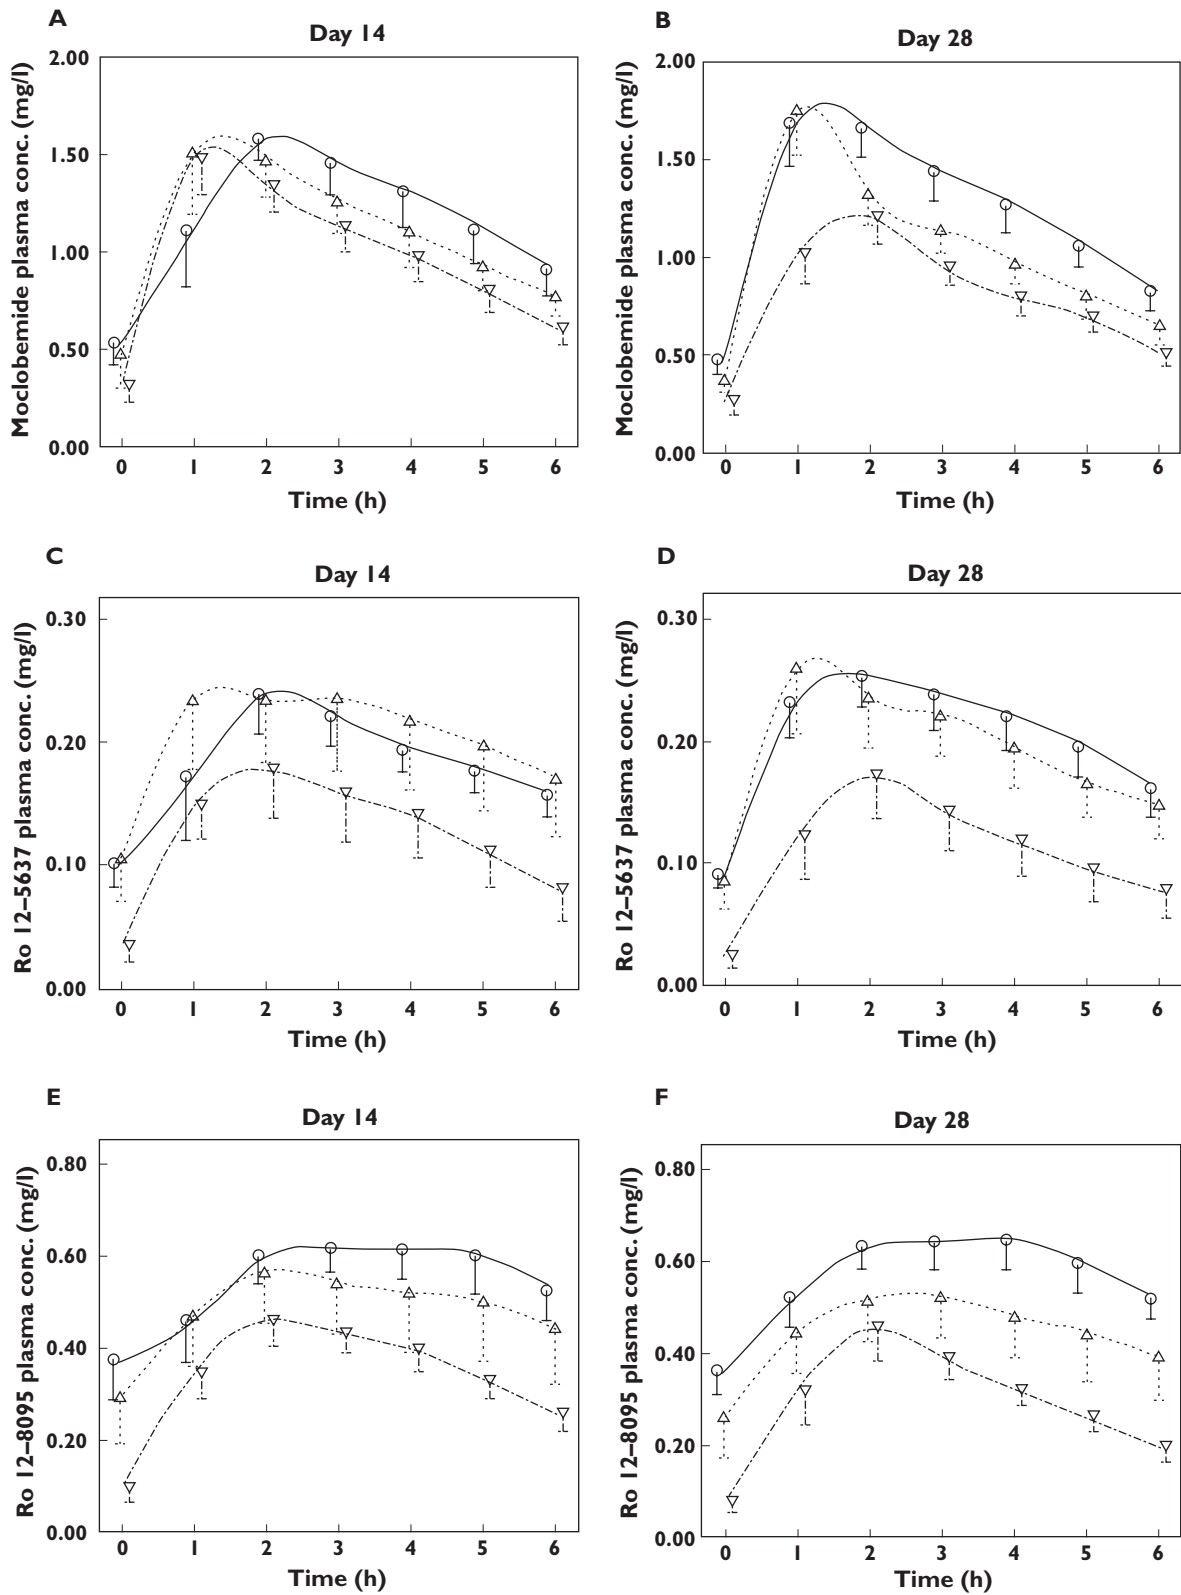 A
Day 14
Moclobemide plasma conc. (mg/l)
2.00
1.50
1.00
0.50
0.00
0 1 2 3 4 5 6
Time (h)
B
Day 28
Moclobemide plasma conc. (mg/l)
2.00
1.50
1.00
0.50
0.00
0 1 2 3 4 5 6
Time (h)
C
Day 14
Ro 12–5637 plasma conc. (mg/l)
0.30
0.20
0.10
0.00
0 1 2 3 4 5 6
Time (h)
D
Day 28
Ro 12–5637 plasma conc. (mg/l)
0.30
0.20
0.10
0.00
0 1 2 3 4 5 6
Time (h)
E
Day 14
Ro 12–8095 plasma conc. (mg/l)
0.80
0.60
0.40
0.20
0.00
0 1 2 3 4 5 6
Time (h)
F
Day 28
Ro 12–8095 plasma conc. (mg/l)
0.80
0.60
0.40
0.20
0.00
0 1 2 3 4 5 6
Time (h)